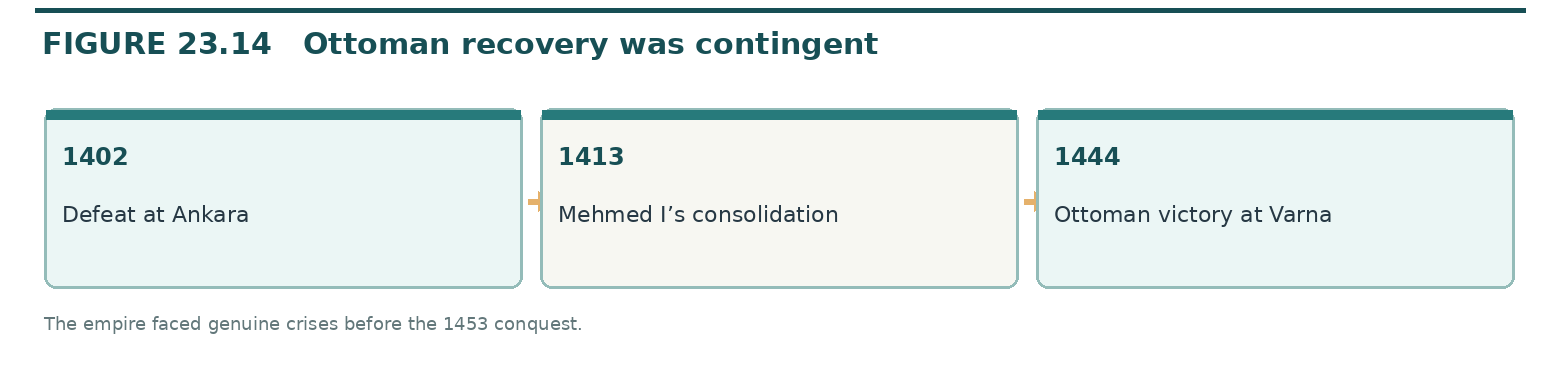 FIGURE 23.14 Ottoman recovery was contingent
1402
Defeat at Ankara
1413
Mehmed I’s consolidation
1444
Ottoman victory at Varna
The empire faced genuine crises before the 1453 conquest.